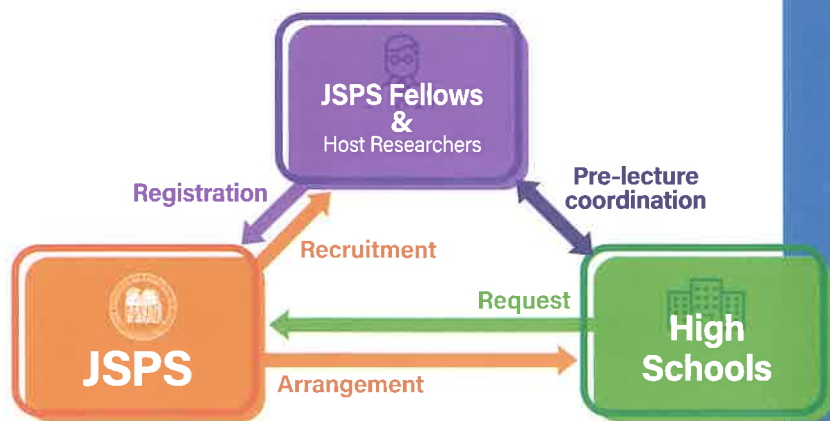 JSPS Fellows
&
Host Researchers
Registration
Recruitment
Pre-lecture
coordination
Request
Arrangement
JSPS
High
Schools